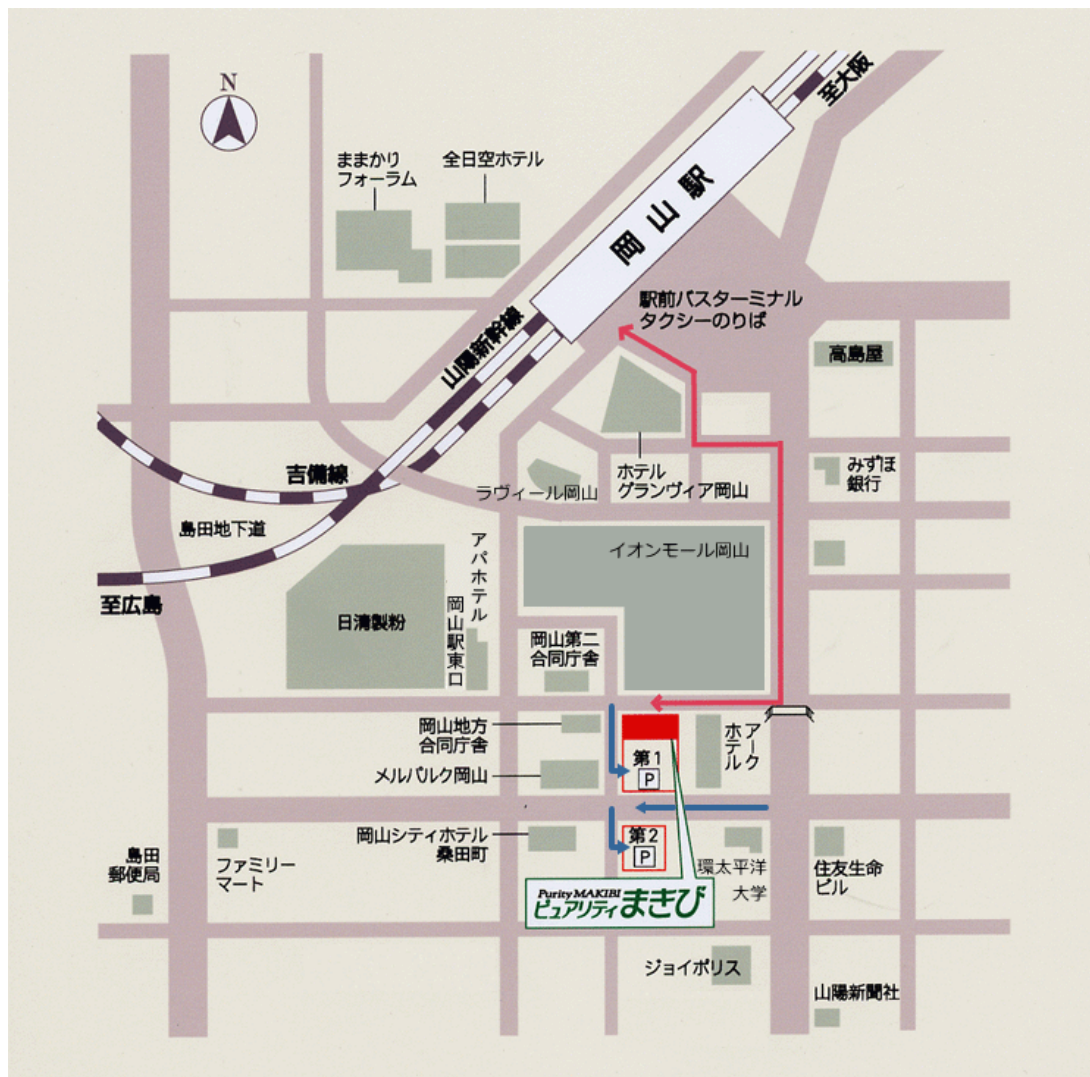 N
至大阪
ままかり
フォーラム
全日空ホテル
岡山駅
駅前バスターミナル
タクシーのりば
山陽新幹線
高島屋
吉備線
ホテル
グランヴィア岡山
みずほ
銀行
ラヴィール岡山
島田地下道
アパホテル
岡山駅東口
イオンモール岡山
至広島
日清製粉
岡山第二
合同庁舎
岡山地方
合同庁舎
アーク
ホテル
第1
P
メルパルク岡山
岡山シティホテル
桑田町
第2
P
島田
郵便局
ファミリー
マート
環太平洋
大学
住友生命
ビル
Purity MAKIBI
ピュアリティまきび
ジョイポリス
山陽新聞社